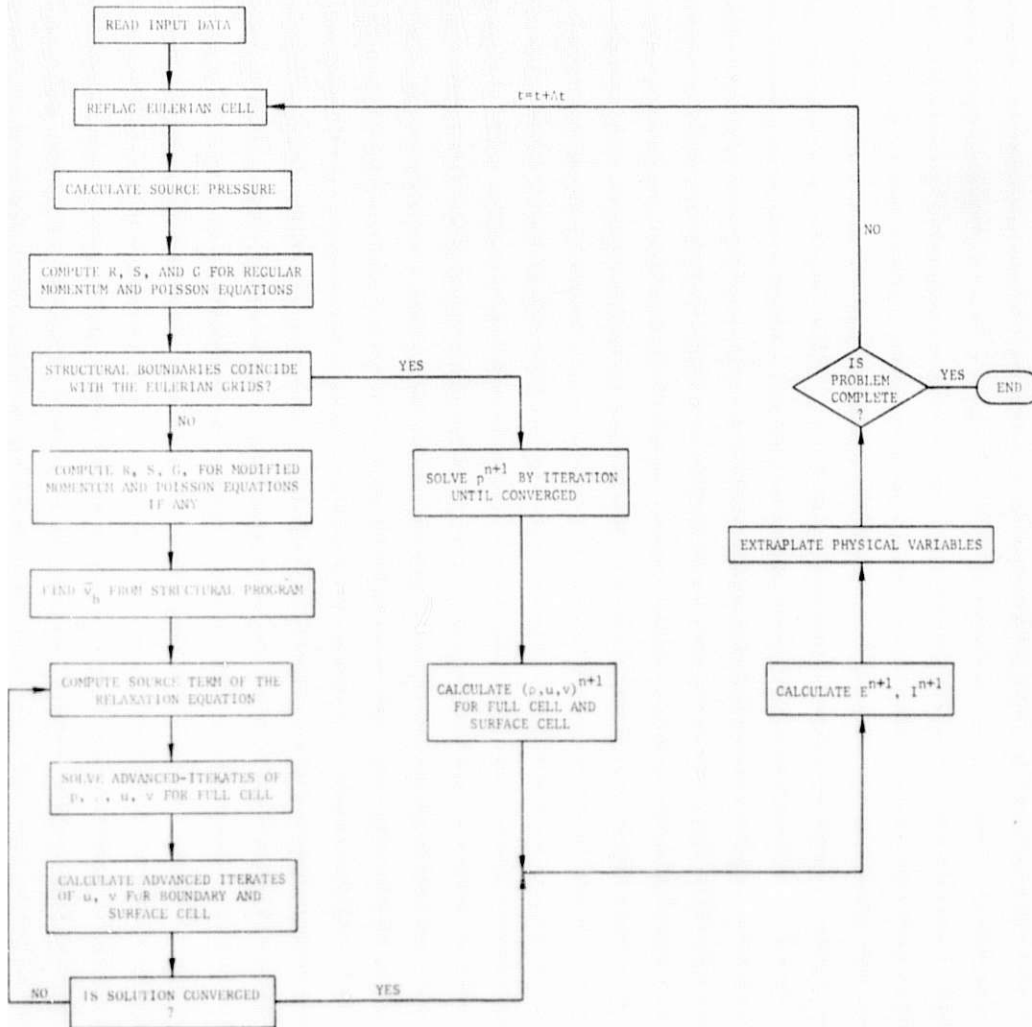 READ INPUT DATA
REFLAG EULERIAN CELL
t=t+Δt
CALCULATE SOURCE PRESSURE
NO
COMPUTE R, S, AND G FOR REGULAR
MOMENTUM AND POISSON EQUATIONS
STRUCTURAL BOUNDARIES COINCIDE
WITH THE EULERIAN GRIDS?
YES
NO
IS
PROBLEM
COMPLETE
?
YES
END
COMPUTE R, S, G, FOR MODIFIED
MOMENTUM AND POISSON EQUATIONS
IF ANY
SOLVE pⁿ⁺¹ BY ITERATION
UNTIL CONVERGED
EXTRAPLATE PHYSICAL VARIABLES
FIND v̄ₕ FROM STRUCTURAL PROGRAM
COMPUTE SOURCE TERM OF THE
RELAXATION EQUATION
CALCULATE (ρ,u,v)ⁿ⁺¹
FOR FULL CELL AND
SURFACE CELL
CALCULATE Eⁿ⁺¹, Iⁿ⁺¹
SOLVE ADVANCED-ITERATES OF
p, u, v FOR FULL CELL
CALCULATE ADVANCED ITERATES
OF u, v FOR BOUNDARY AND
SURFACE CELL
NO
IS SOLUTION CONVERGED
?
YES